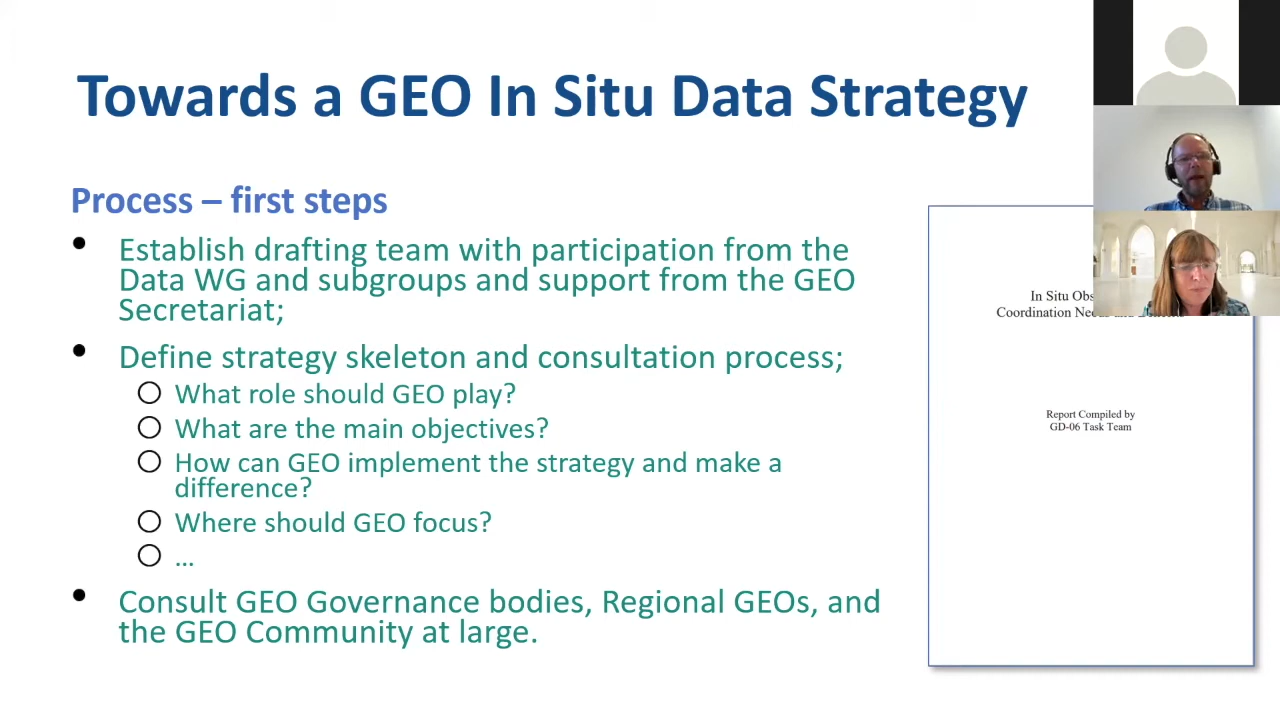 Towards a GEO In Situ Data Strategy
Process – first steps
• Establish drafting team with participation from the
Data WG and subgroups and support from the GEO
Secretariat;
• Define strategy skeleton and consultation process;
○ What role should GEO play?
○ What are the main objectives?
○ How can GEO implement the strategy and make a
difference?
○ Where should GEO focus?
○ ...
• Consult GEO Governance bodies, Regional GEOs, and
the GEO Community at large.
In Situ
Coordination
Report Compiled by
GD-06 Task Team